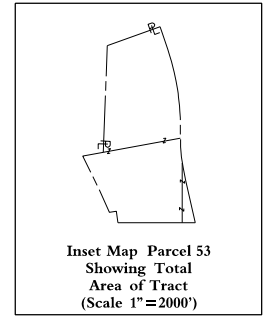 Inset Map Parcel 53
Showing Total
Area of Tract
(Scale 1"=2000')